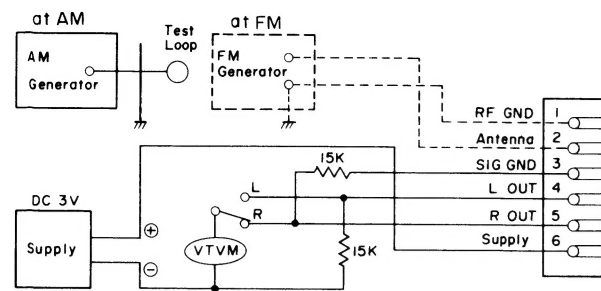 at AM
at FM
Test
Loop
AM
Generator
FM
Generator
RF GND 1
Antenna 2
SIG GND 3
15K
L OUT 4
L
DC 3V
R
R OUT 5
+
Supply
VTVM
15K
Supply 6
−